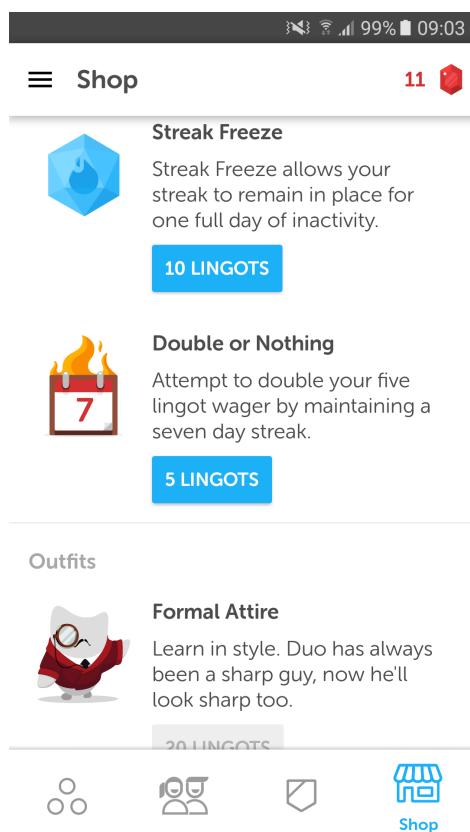 99% 09:03
Shop 11
Streak Freeze
Streak Freeze allows your
streak to remain in place for
one full day of inactivity.
10 LINGOTS
Double or Nothing
7
Attempt to double your five
lingot wager by maintaining a
seven day streak.
5 LINGOTS
Outfits
Formal Attire
Learn in style. Duo has always
been a sharp guy, now he'll
look sharp too.
20 LINGOTS
Shop